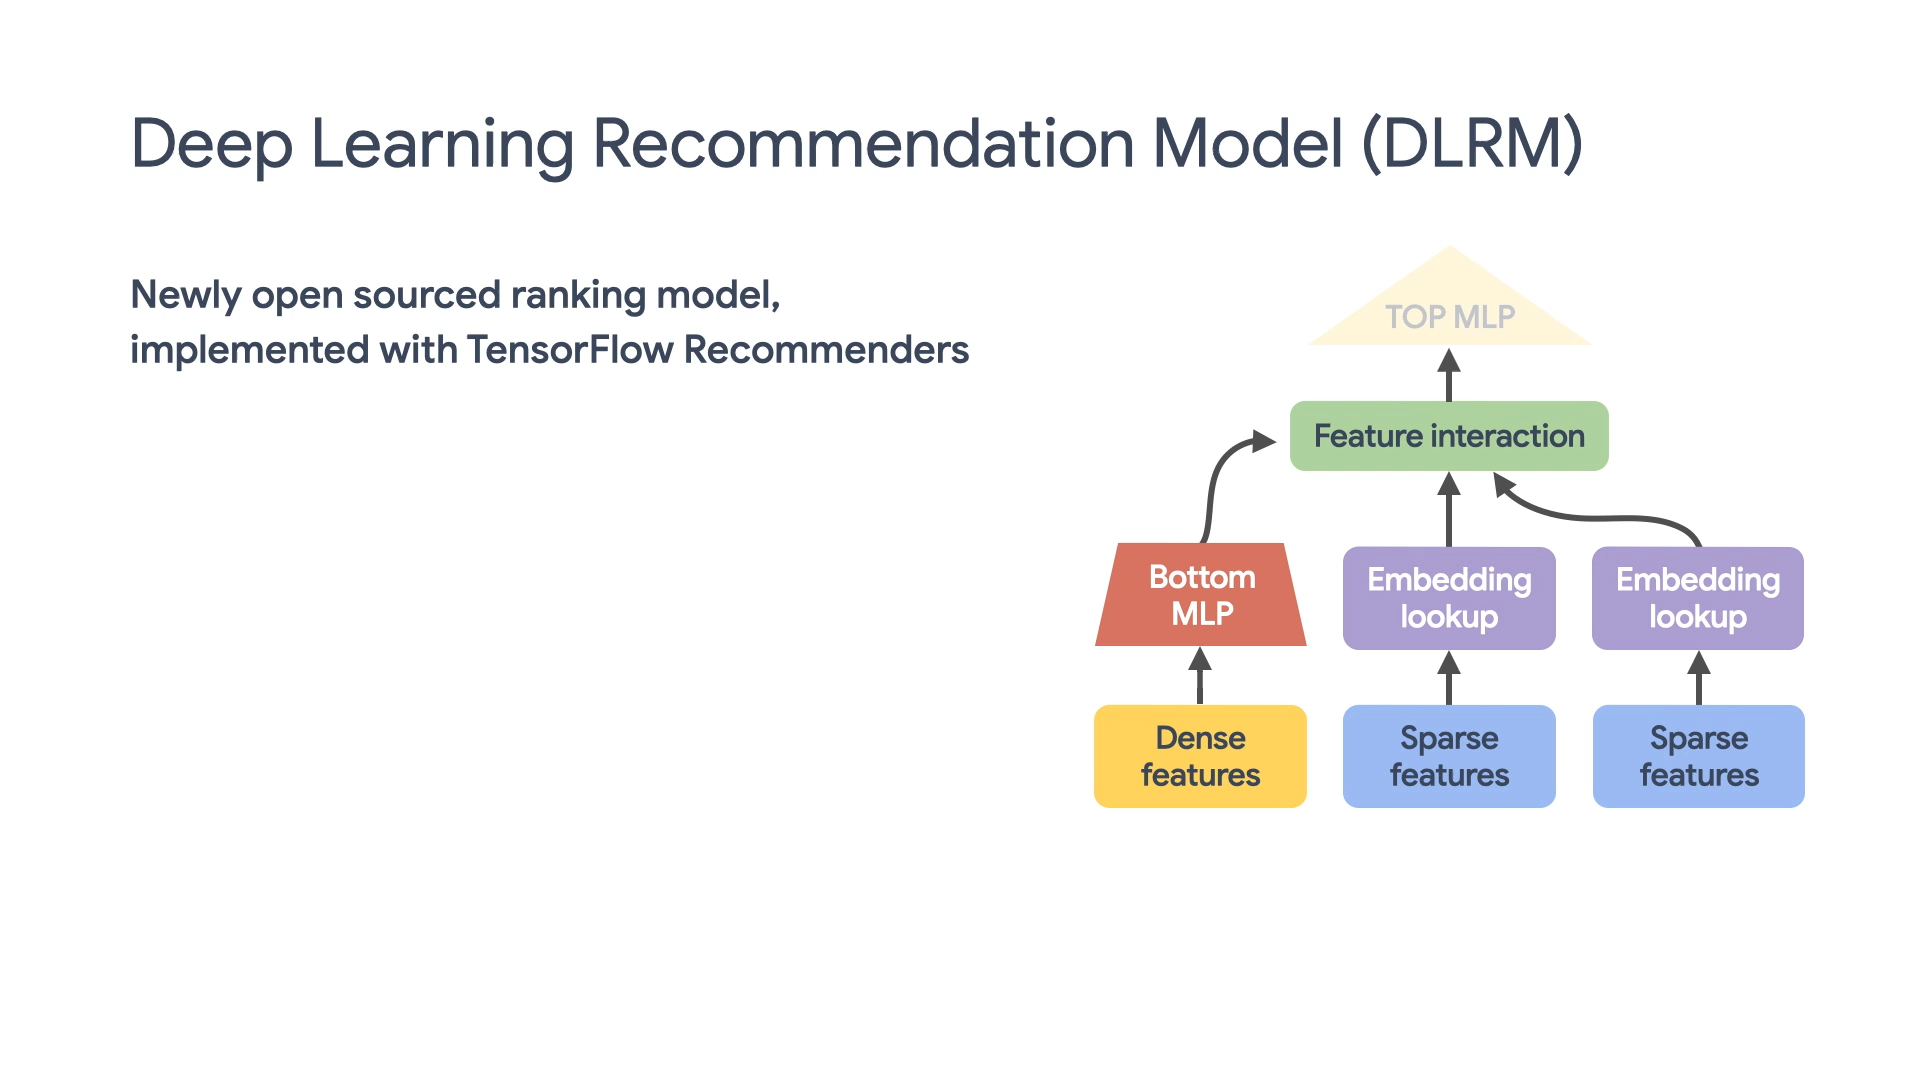 Deep Learning Recommendation Model (DLRM)
Newly open sourced ranking model,
implemented with TensorFlow Recommenders
TOP MLP
Feature interaction
Bottom
MLP
Embedding
lookup
Embedding
lookup
Dense
features
Sparse
features
Sparse
features